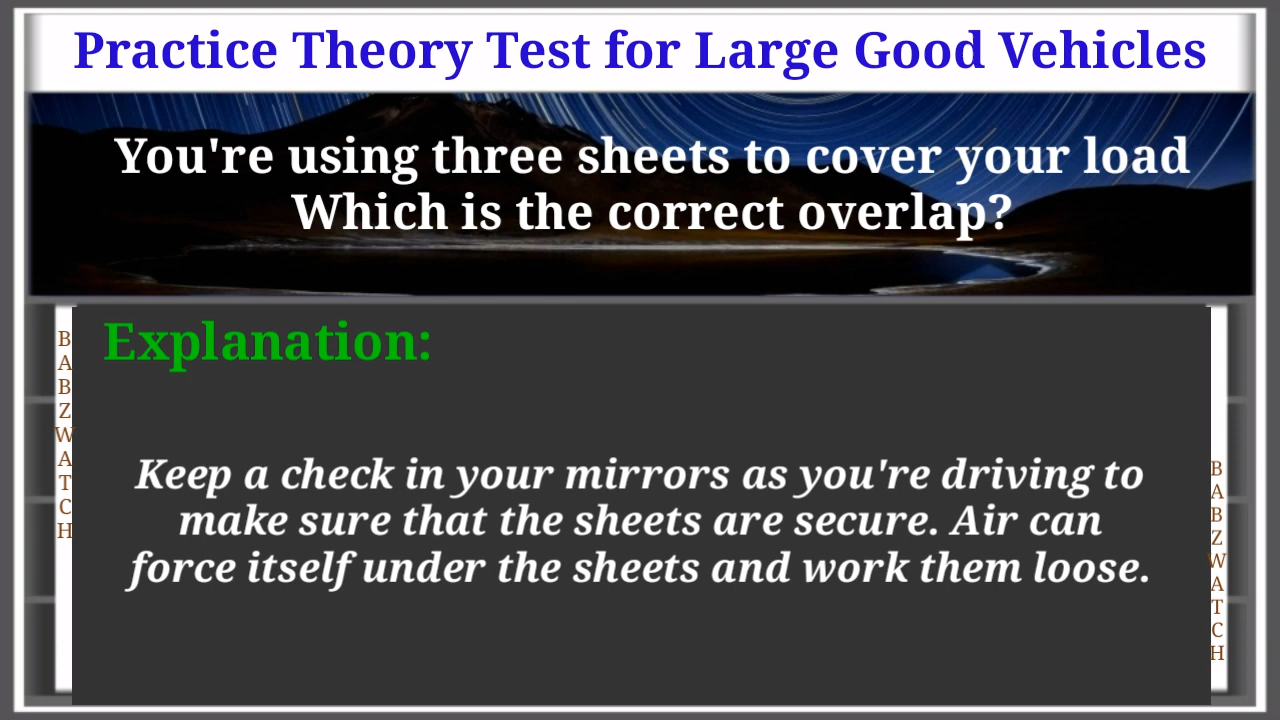 Practice Theory Test for Large Good Vehicles
You're using three sheets to cover your load
Which is the correct overlap?
Explanation:
Keep a check in your mirrors as you're driving to
make sure that the sheets are secure. Air can
force itself under the sheets and work them loose.
BABZWATCH
BABZWATCH